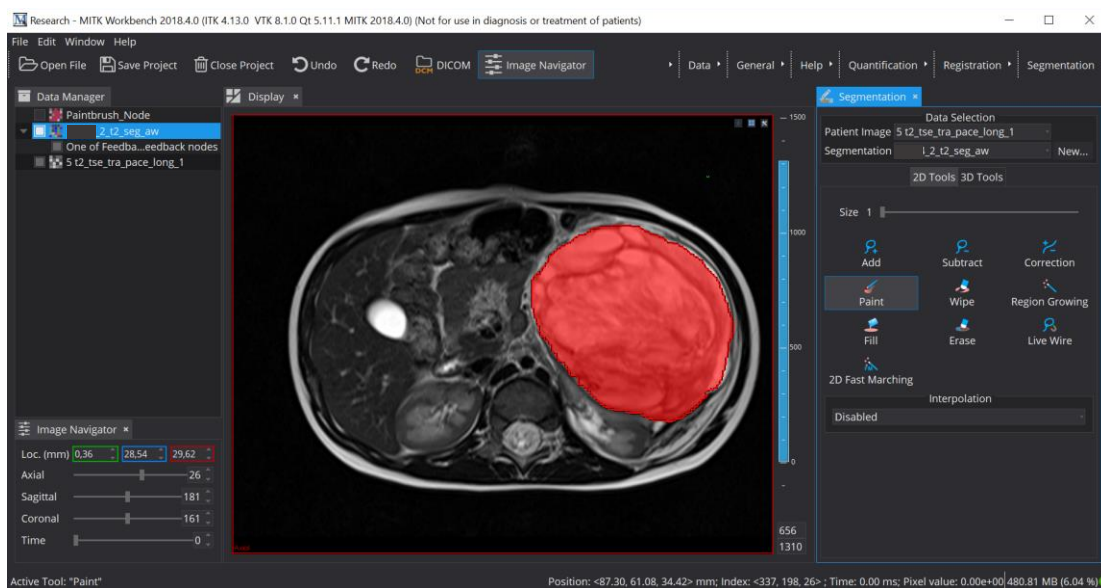 Research - MITK Workbench 2018.4.0 (ITK 4.13.0 VTK 8.1.0 Qt 5.11.1 MITK 2018.4.0) (Not for use in diagnosis or treatment of patients)
File Edit Window Help
Open File Save Project Close Project Undo Redo DICOM Image Navigator Data General Help Quantification Registration Segmentation
Data Manager
Paintbrush_Node
_2_t2_seg_aw
One of Feedba...eedback nodes
5 t2_tse_tra_pace_long_1
Display
1500
1000
500
0
656
1310
Image Navigator
Loc. (mm) 0,36 28,54 29,62
Axial 26
Sagittal 181
Coronal 161
Time 0
Segmentation
Data Selection
Patient Image 5 t2_tse_tra_pace_long_1
Segmentation _2_t2_seg_aw New...
2D Tools 3D Tools
Size 1
Add Subtract Correction
Paint Wipe Region Growing
Fill Erase Live Wire
2D Fast Marching
Interpolation
Disabled
Active Tool: "Paint"
Position: <-87.30, 61.08, 34.42> mm; Index: <337, 198, 26> ; Time: 0.00 ms; Pixel value: 0.00e+00 480.81 MB (6.04 %)